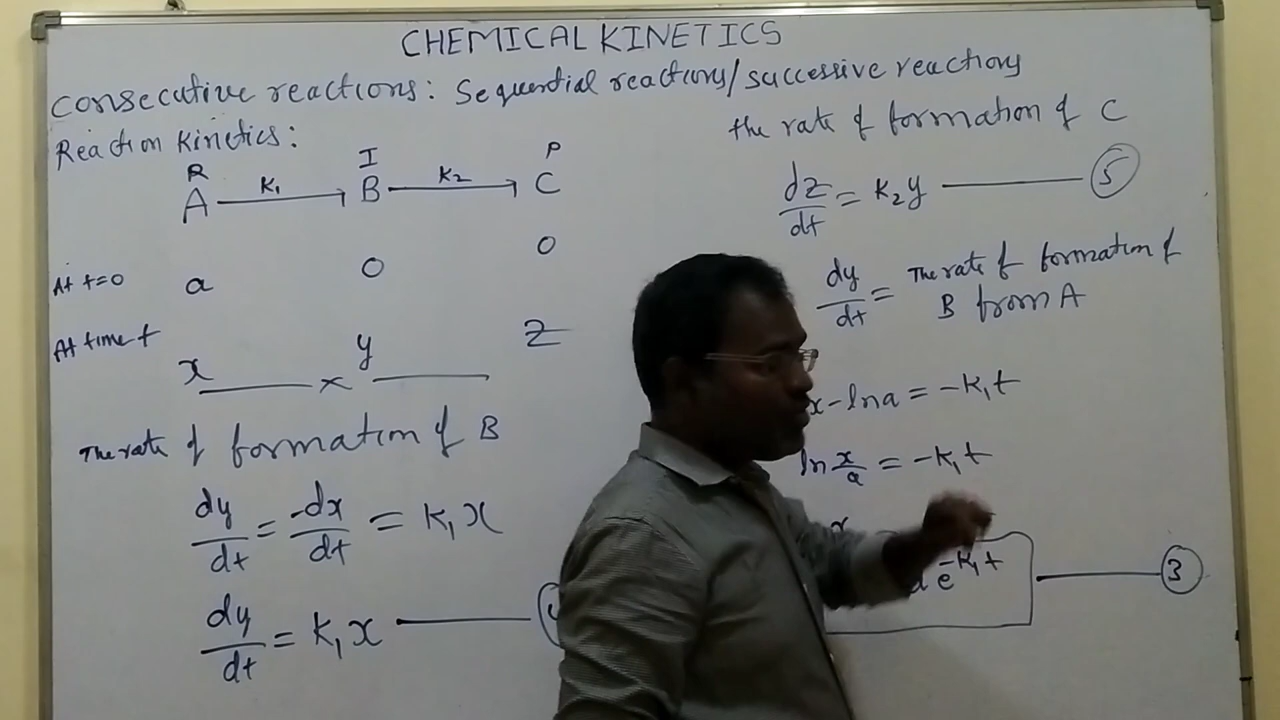 CHEMICAL KINETICS
Consecutive reactions: Sequential reactions/successive reactions
Reaction Kinetics:
R I P
A K₁ B K₂ C
At t=0 a 0 0
At time t x y z
The rate of formation of B
dy/dt = -dx/dt = K₁x
dy/dt = K₁x
the rate of formation of C
dz/dt = K₂y 5
dy/dt = The rate of formation of
B from A
x-lna = -K₁t
ln x/a = -K₁t
e^-K₁t 3